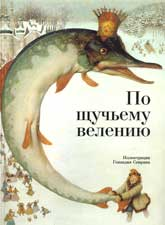 По
щучьему
велению
Иллюстрации
Геннадия Спирина